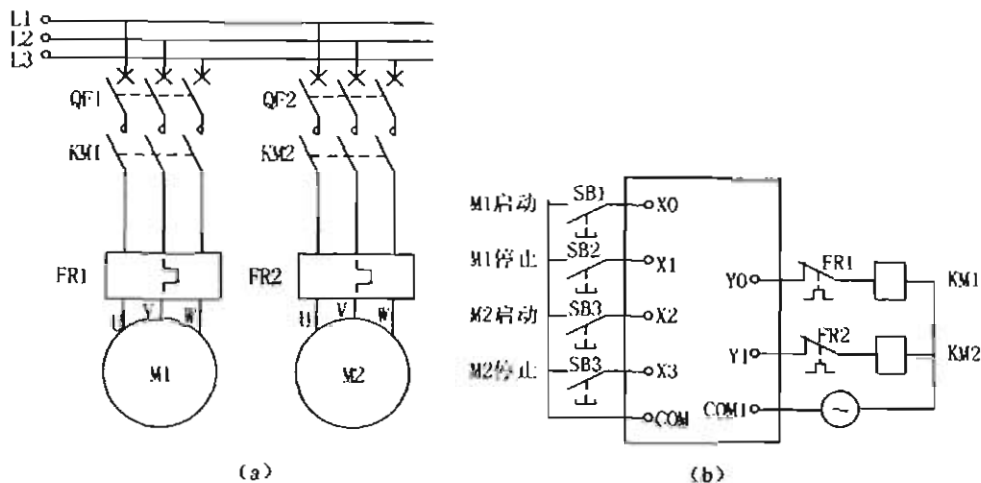 L1
L2
L3
QF1
QF2
KM1
KM2
FR1
FR2
U V W
U V W
M1
M2
(a)
M1启动 SB1 X0
M1停止 SB2 X1
M2启动 SB3 X2
M2停止 SB3 X3
COM
Y0 FR1 KM1
Y1 FR2 KM2
COM1 ~
(b)